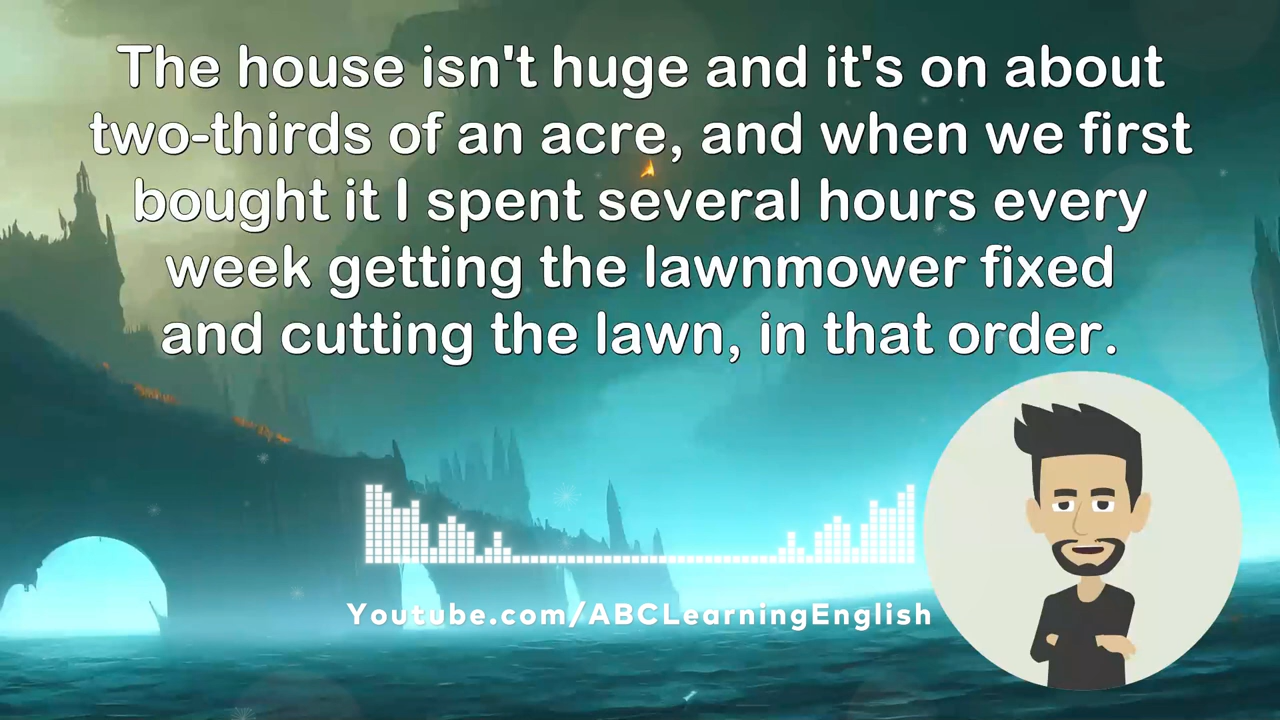 The house isn't huge and it's on about
two-thirds of an acre, and when we first
bought it I spent several hours every
week getting the lawnmower fixed
and cutting the lawn, in that order.
Youtube.com/ABCLearningEnglish